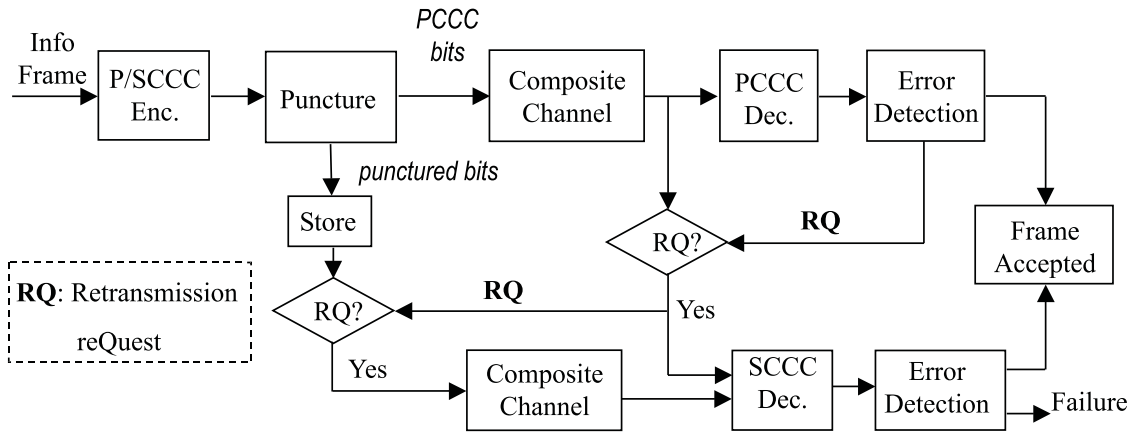 Info
Frame
P/SCCC
Enc.
Puncture
PCCC
bits
Composite
Channel
PCCC
Dec.
Error
Detection
punctured bits
Store
RQ?
RQ
Frame
Accepted
RQ: Retransmission
reQuest
RQ?
RQ
Yes
Yes
Composite
Channel
SCCC
Dec.
Error
Detection
Failure